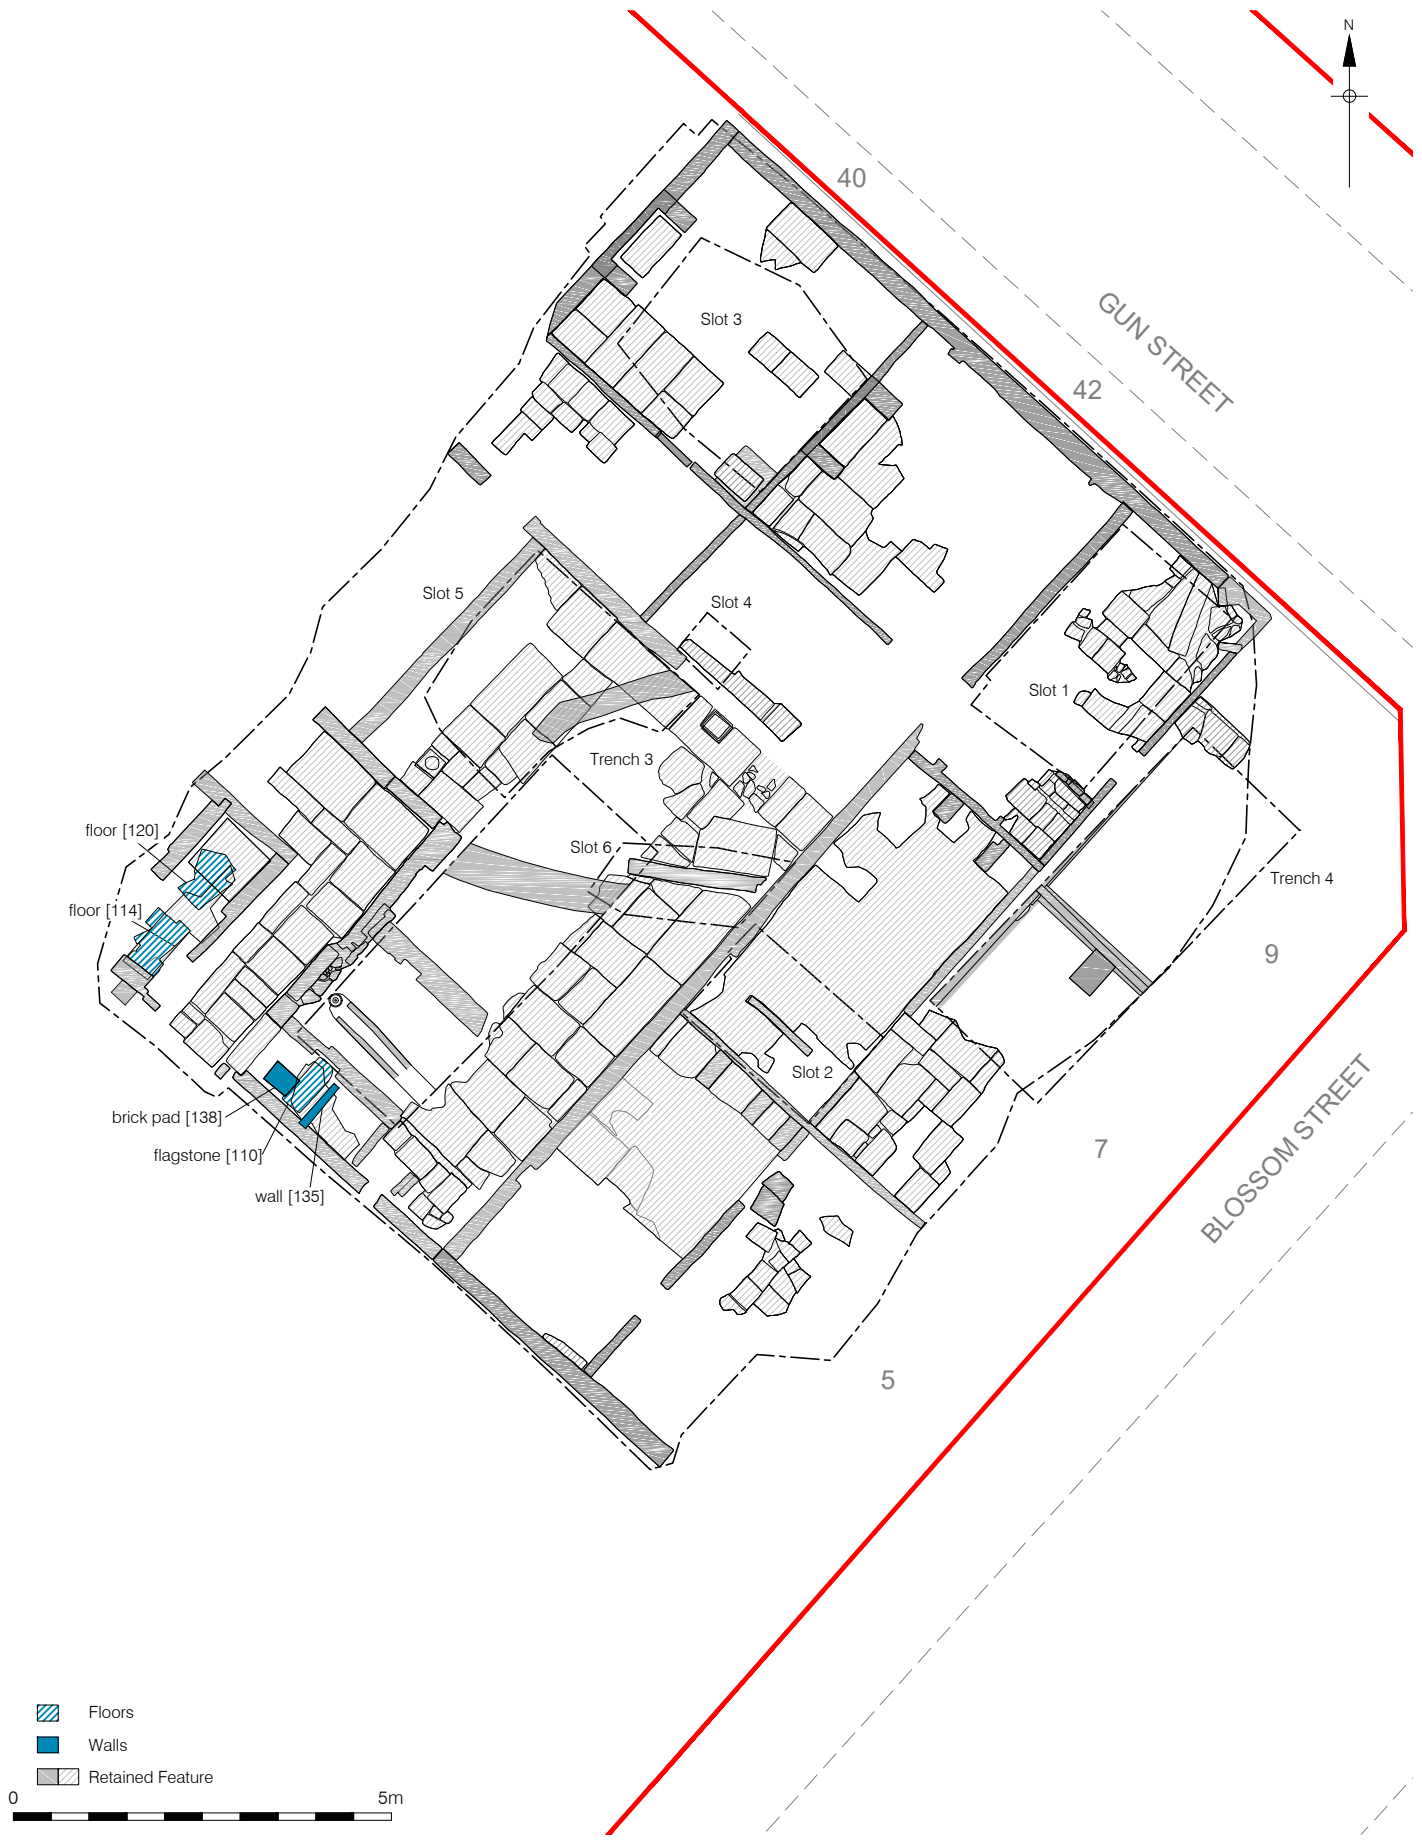 N
40
GUN STREET
Slot 3
42
Slot 5
Slot 4
Slot 1
Trench 3
floor [120]
Slot 6
Trench 4
floor [114]
9
Slot 2
BLOSSOM STREET
brick pad [138]
7
flagstone [110]
wall [135]
5
Floors
Walls
Retained Feature
0 5m